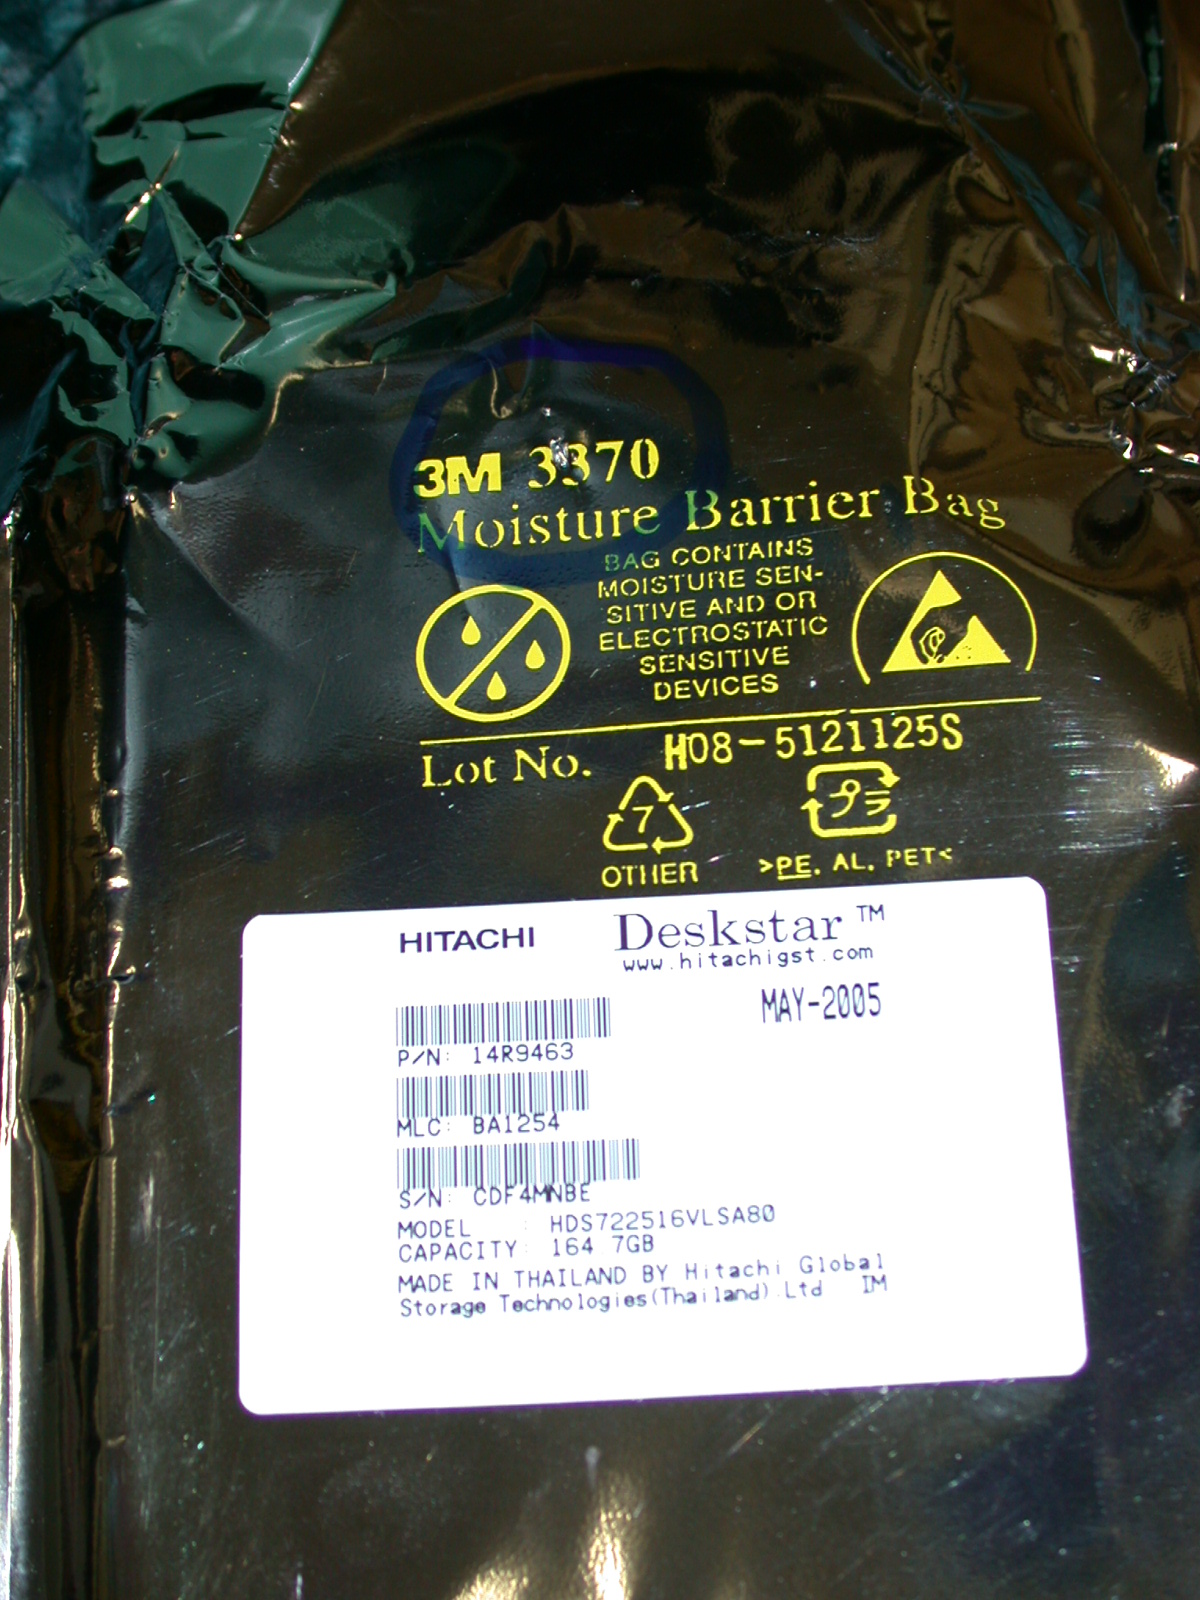 3M 3370
Moisture Barrier Bag
BAG CONTAINS
MOISTURE SEN-
SITIVE AND OR
ELECTROSTATIC
SENSITIVE
DEVICES
Lot No. H08-5121125S
7
OTHER
>PE. AL. PET<
HITACHI Deskstar™
www.hitachigst.com
MAY-2005
P/N: 14R9463
MLC: BA1254
S/N: CDF4MNBE
MODEL : HDS722516VLSA80
CAPACITY: 164.7GB
MADE IN THAILAND BY Hitachi Global
Storage Technologies(Thailand).Ltd IM